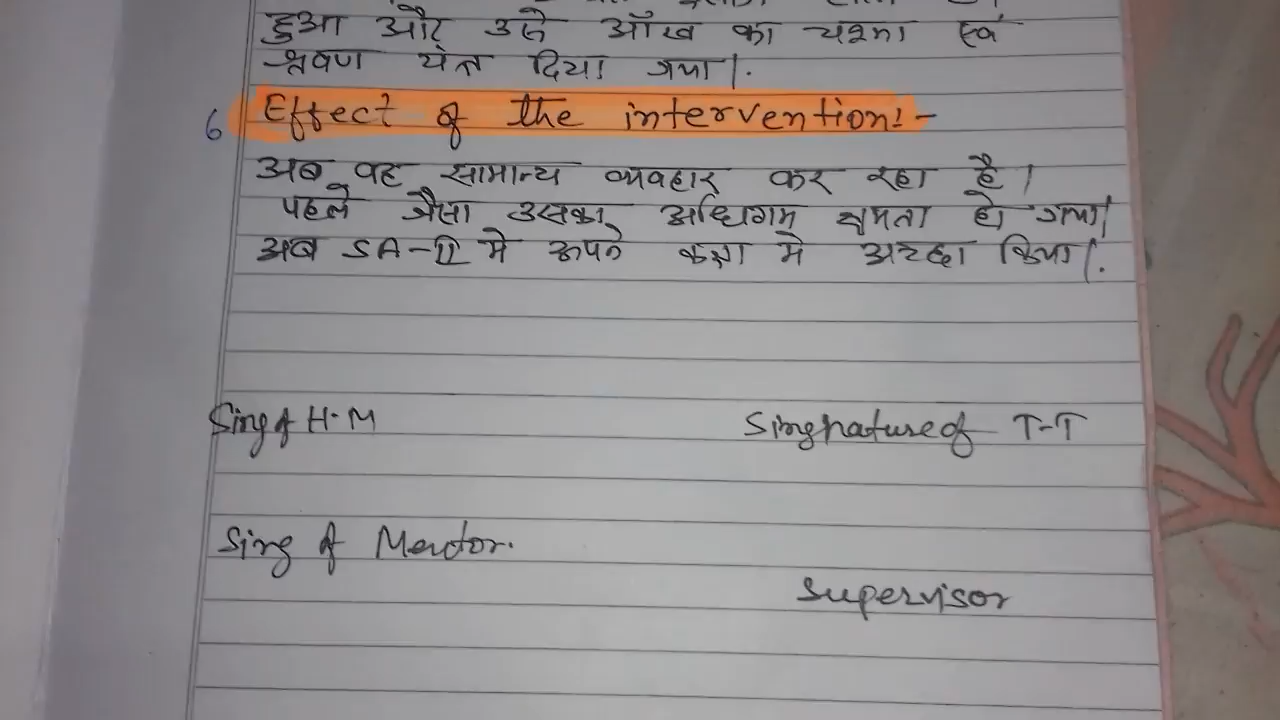 हुआ और उसे आँख का चश्मा एवं
श्रवण यंत्र दिया गया।.
6 Effect of the intervention:-
अब वह सामान्य व्यवहार कर रहा है।
पहले जैसा उसका अधिगम क्षमता हो गया।
अब SA-II मे अपने कक्षा मे अच्छा किया।.
Sing of H.M Singnature of T-T
Sing of Mentor.
Supervisor